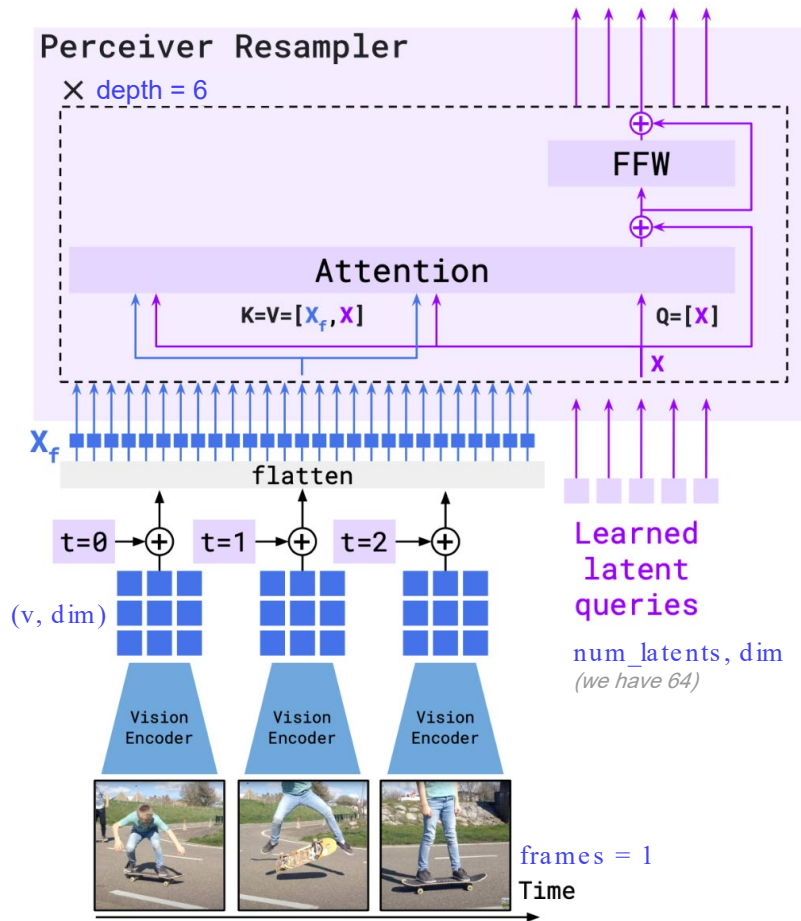 Perceiver Resampler
× depth = 6
FFW
Attention
K=V=[Xf,X]
Q=[X]
X
Xf
flatten
t=0
t=1
t=2
Learned
latent
queries
(v, dim)
num_latents, dim
(we have 64)
Vision
Encoder
Vision
Encoder
Vision
Encoder
frames = 1
Time